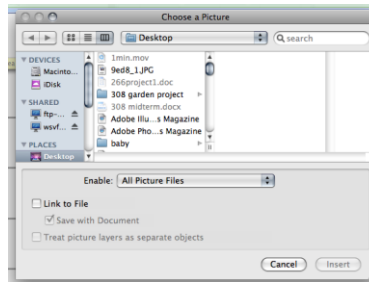 Choose a Picture
Desktop
search
DEVICES
Macinto...
iDisk
SHARED
ftp-...
wsvf...
PLACES
Desktop
1min.mov
9ed8_1.JPG
266project1.doc
308 garden project
308 midterm.docx
Adobe Illu...s Magazine
Adobe Pho...s Magazine
baby
Enable: All Picture Files
Link to File
Save with Document
Treat picture layers as separate objects
Cancel
Insert